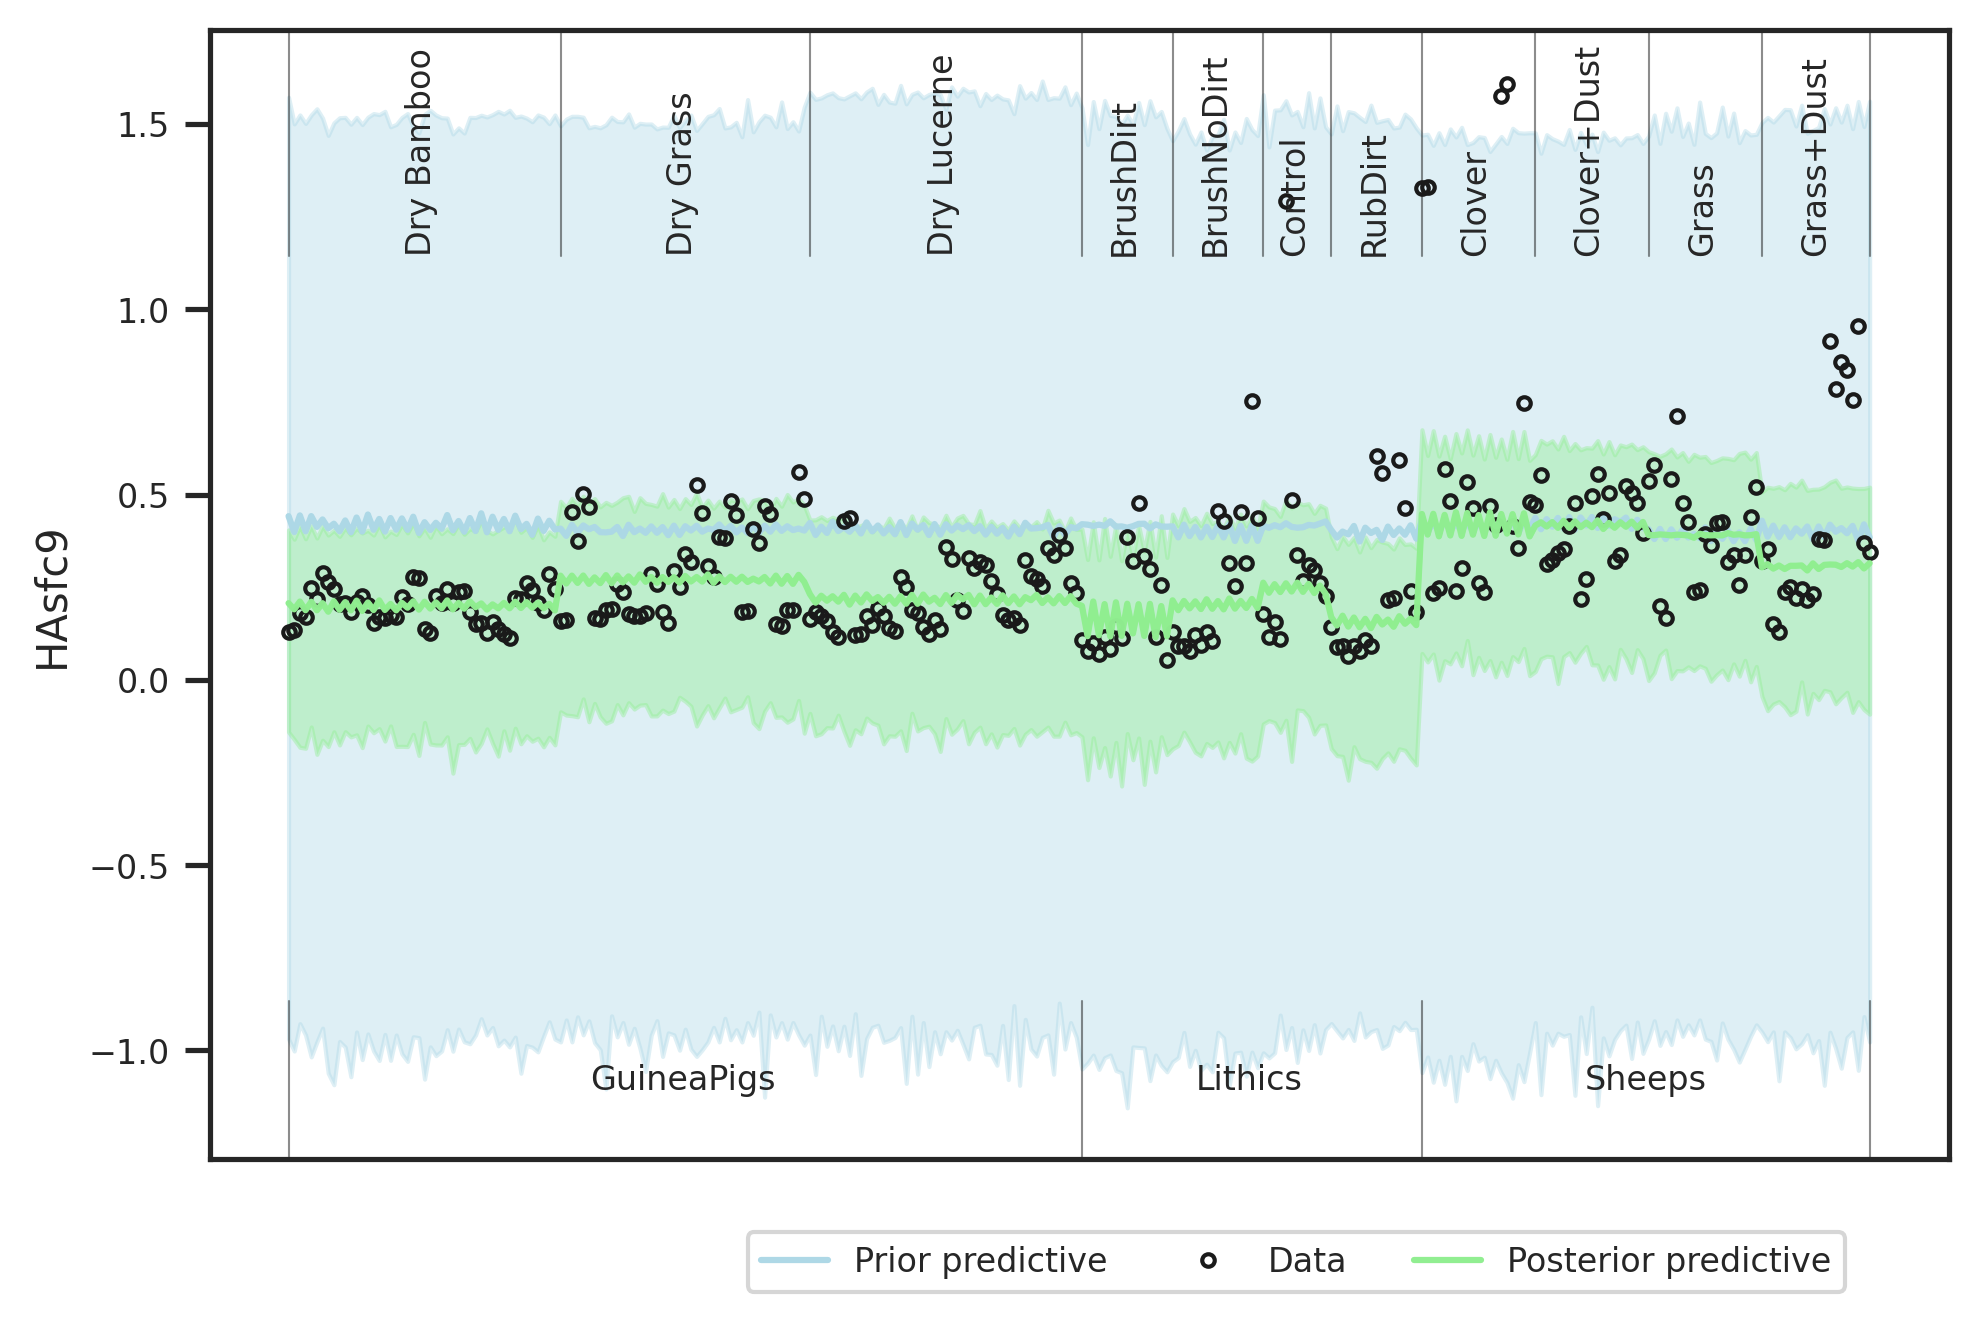 Dry Bamboo
Dry Grass
Dry Lucerne
BrushDirt
BrushNoDirt
Control
RubDirt
Clover
Clover+Dust
Grass
Grass+Dust
1.5
1.0
0.5
0.0
−0.5
−1.0
HAsfc9
GuineaPigs
Lithics
Sheeps
Prior predictive
Data
Posterior predictive